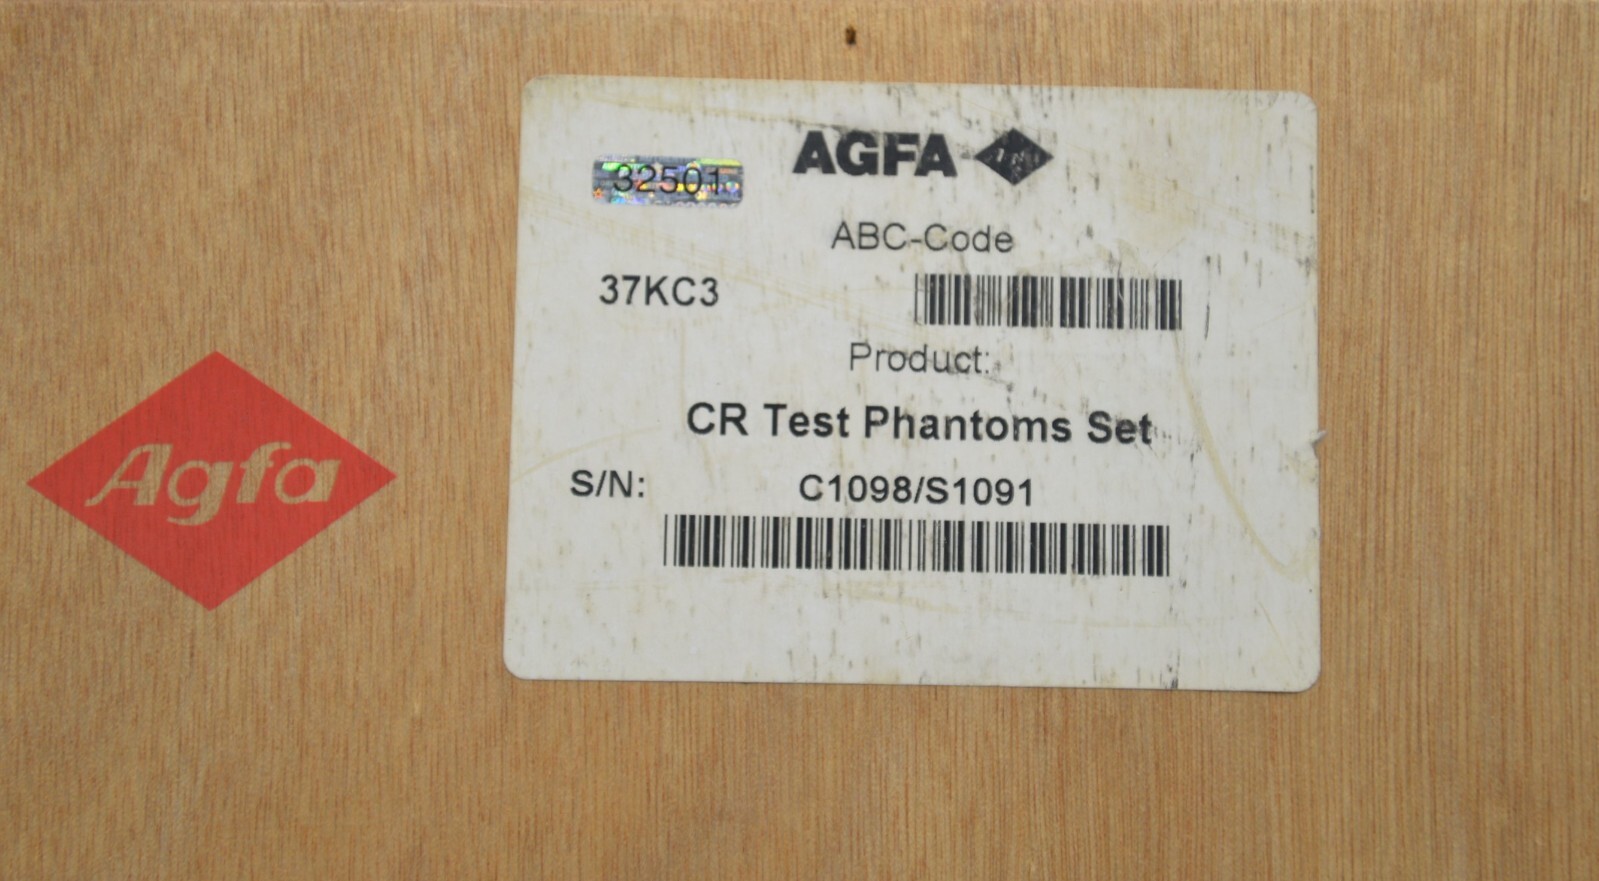 AGFA
32501
ABC-Code
37KC3
Product:
CR Test Phantoms Set
S/N: C1098/S1091
Agfa